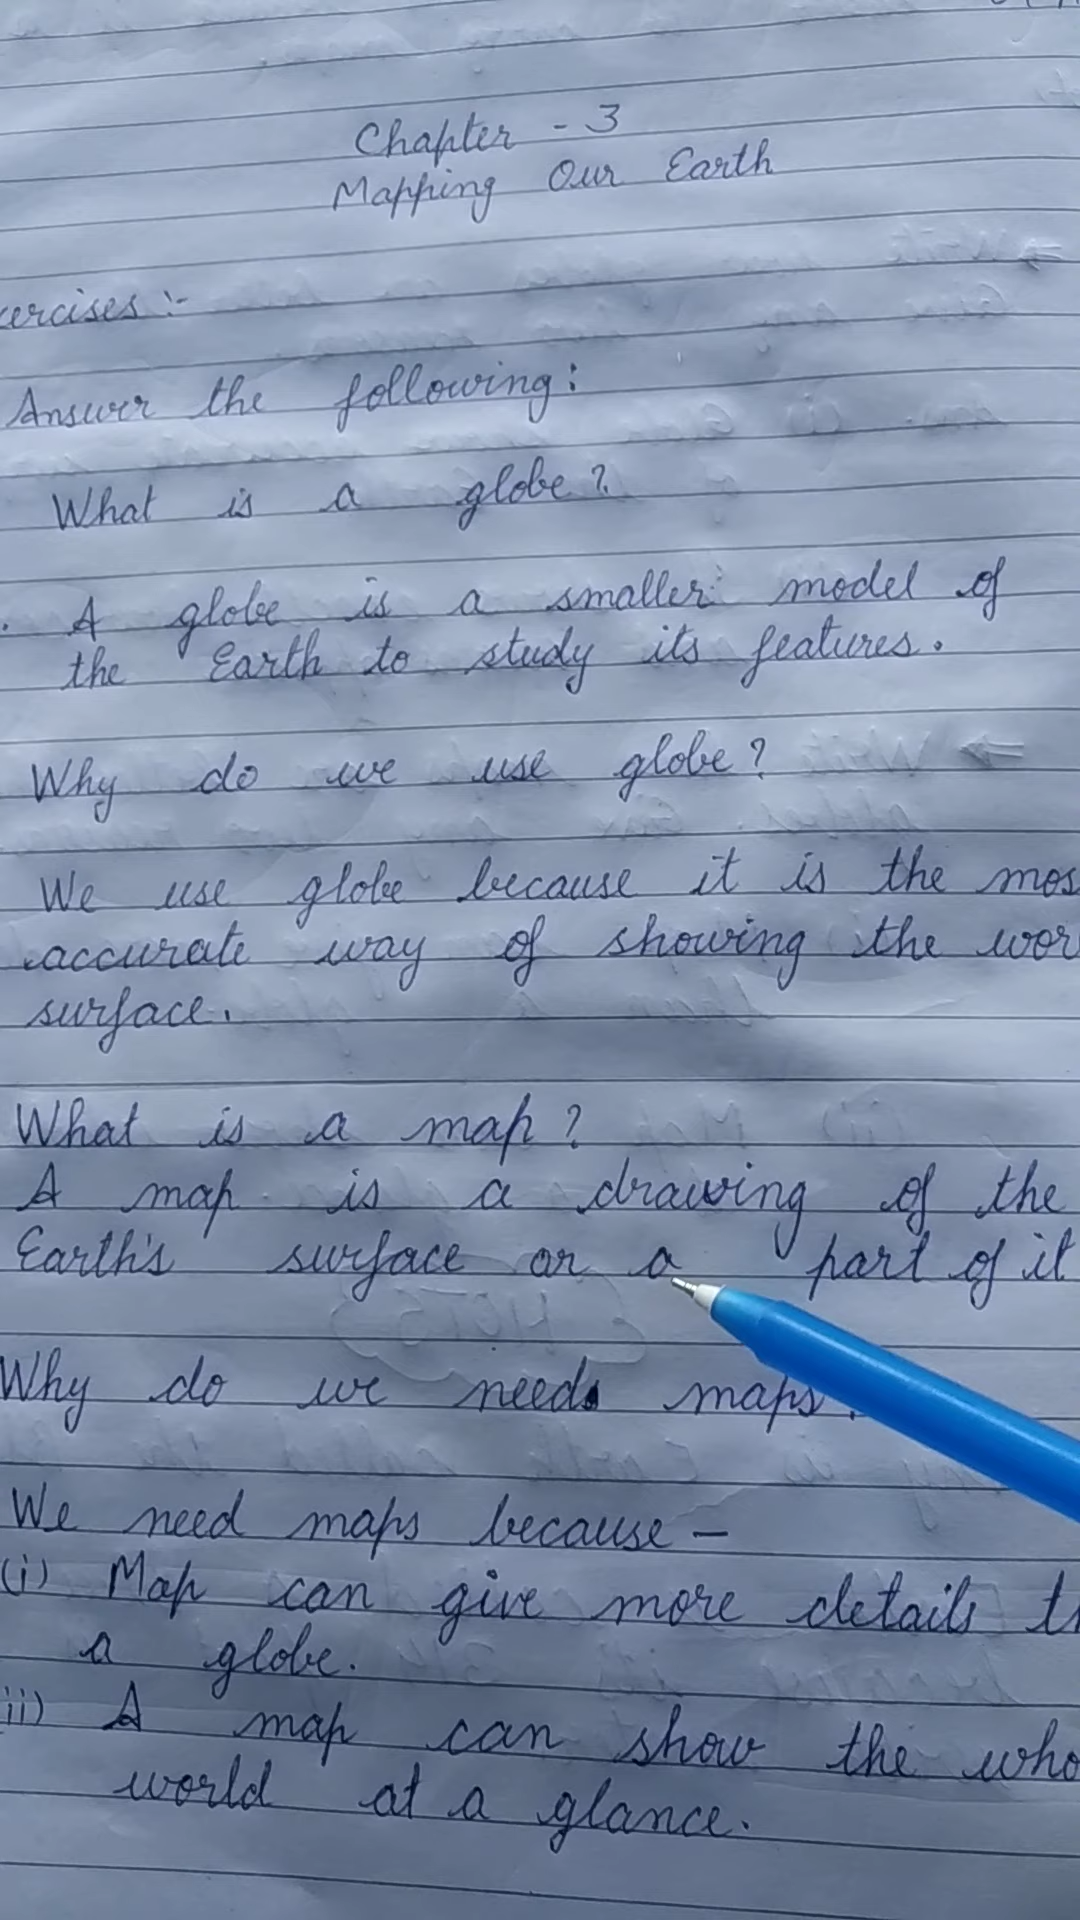 Chapter - 3
Mapping Our Earth
ercises :-
Answer the following:
What is a globe?
A globe is a smaller model of
the Earth to study its features.
Why do we use globe?
We use globe because it is the mos
accurate way of showing the wor
surface.
What is a map?
A map is a drawing of the
Earth's surface or a part of it
Why do we need maps
We need maps because —
(i) Map can give more details t
a globe.
ii) A map can show the who
world at a glance.